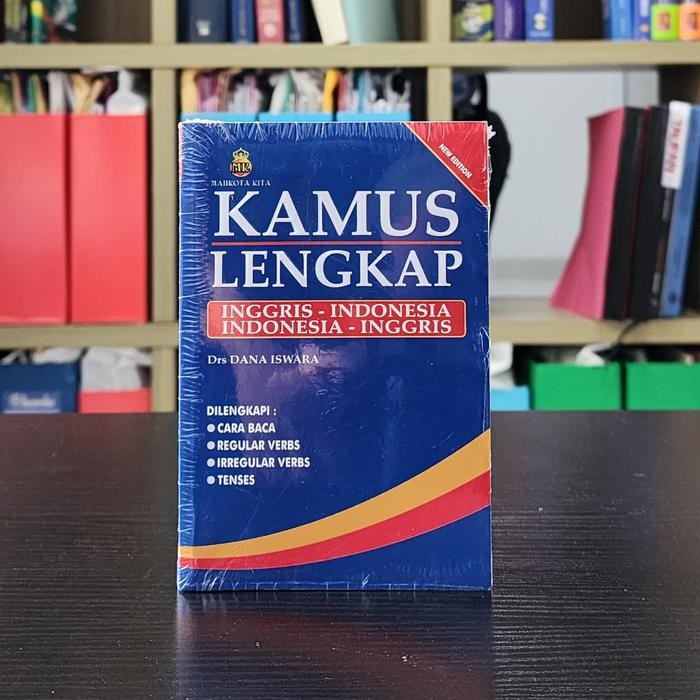 NEW EDITION
MK
MAHKOTA KITA
KAMUS
LENGKAP
INGGRIS - INDONESIA
INDONESIA - INGGRIS
Drs DANA ISWARA
DILENGKAPI :
● CARA BACA
● REGULAR VERBS
● IRREGULAR VERBS
● TENSES